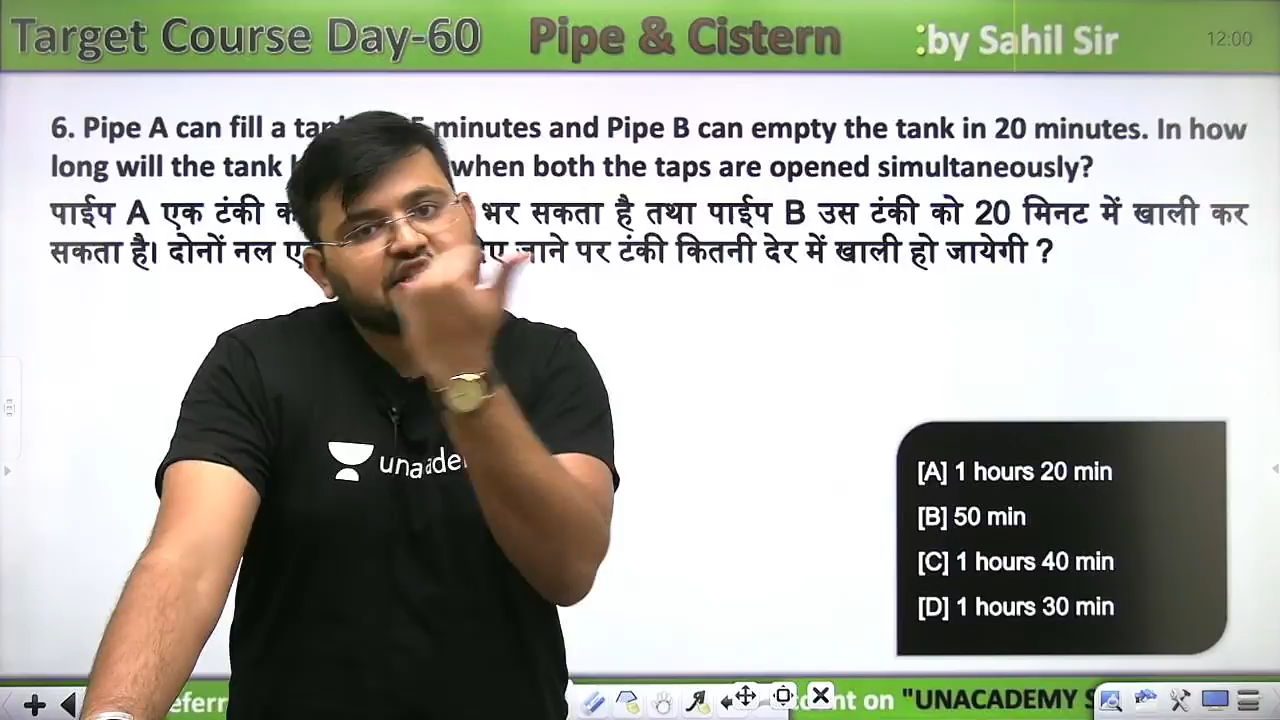 Target Course Day-60 Pipe & Cistern :by Sahil Sir 12:00
6. Pipe A can fill a minutes and Pipe B can empty the tank in 20 minutes. In how
long will the tank when both the taps are opened simultaneously?
पाईप A एक टंकी भर सकता है तथा पाईप B उस टंकी को 20 मिनट में खाली कर
सकता है। दोनों नल जाने पर टंकी कितनी देर में खाली हो जायेगी ?
unacade
[A] 1 hours 20 min
[B] 50 min
[C] 1 hours 40 min
[D] 1 hours 30 min
on "UNACADEMY